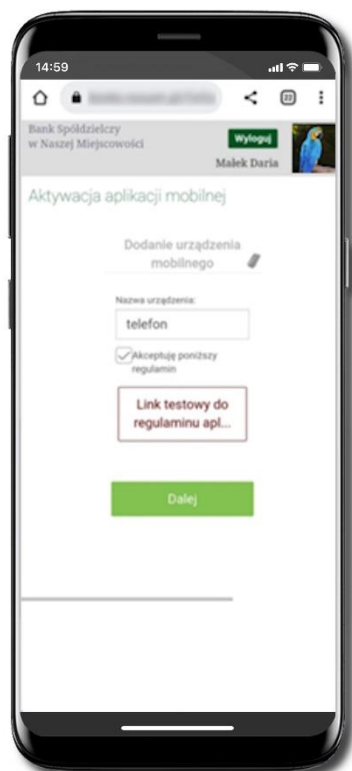 14:59
22
Bank Spółdzielczy
w Naszej Miejscowości
Wyloguj
Małek Daria
Aktywacja aplikacji mobilnej
Dodanie urządzenia
mobilnego
Nazwa urządzenia:
telefon
Akceptuję poniższy
regulamin
Link testowy do
regulaminu apl...
Dalej